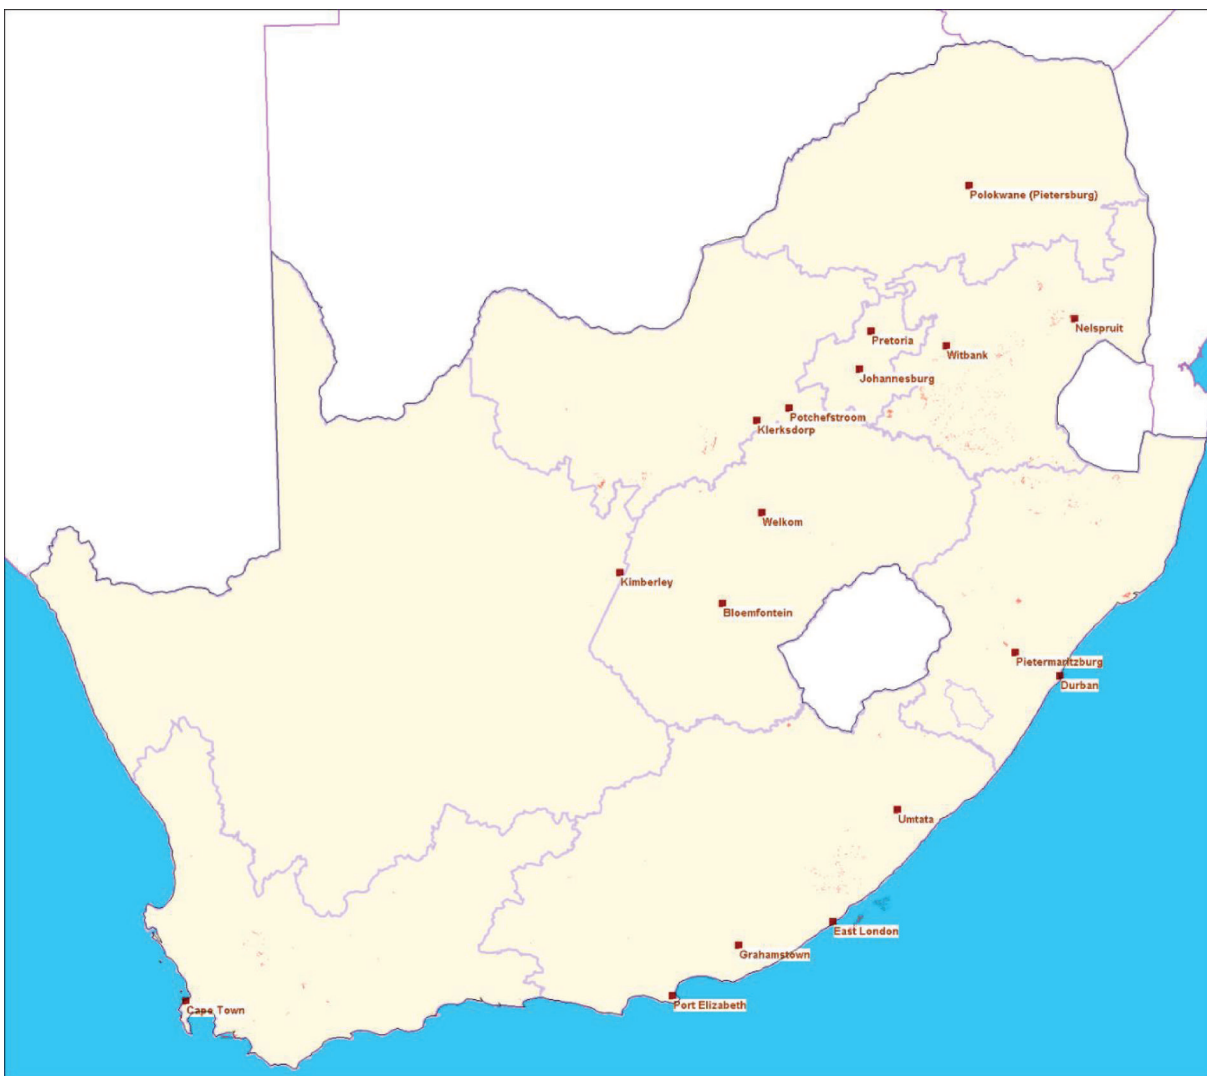 Polokwane (Pietersburg)
Nelspruit
Pretoria
Witbank
Johannesburg
Potchefstroom
Klerksdorp
Welkom
Kimberley
Bloemfontein
Pietermaritzburg
Durban
Umtata
East London
Grahamstown
Port Elizabeth
Cape Town